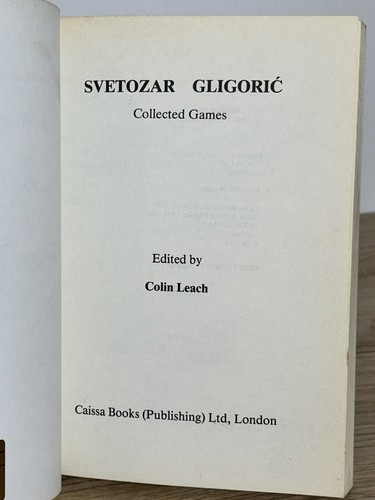 SVETOZAR GLIGORIĆ
Collected Games
Edited by
Colin Leach
Caissa Books (Publishing) Ltd, London